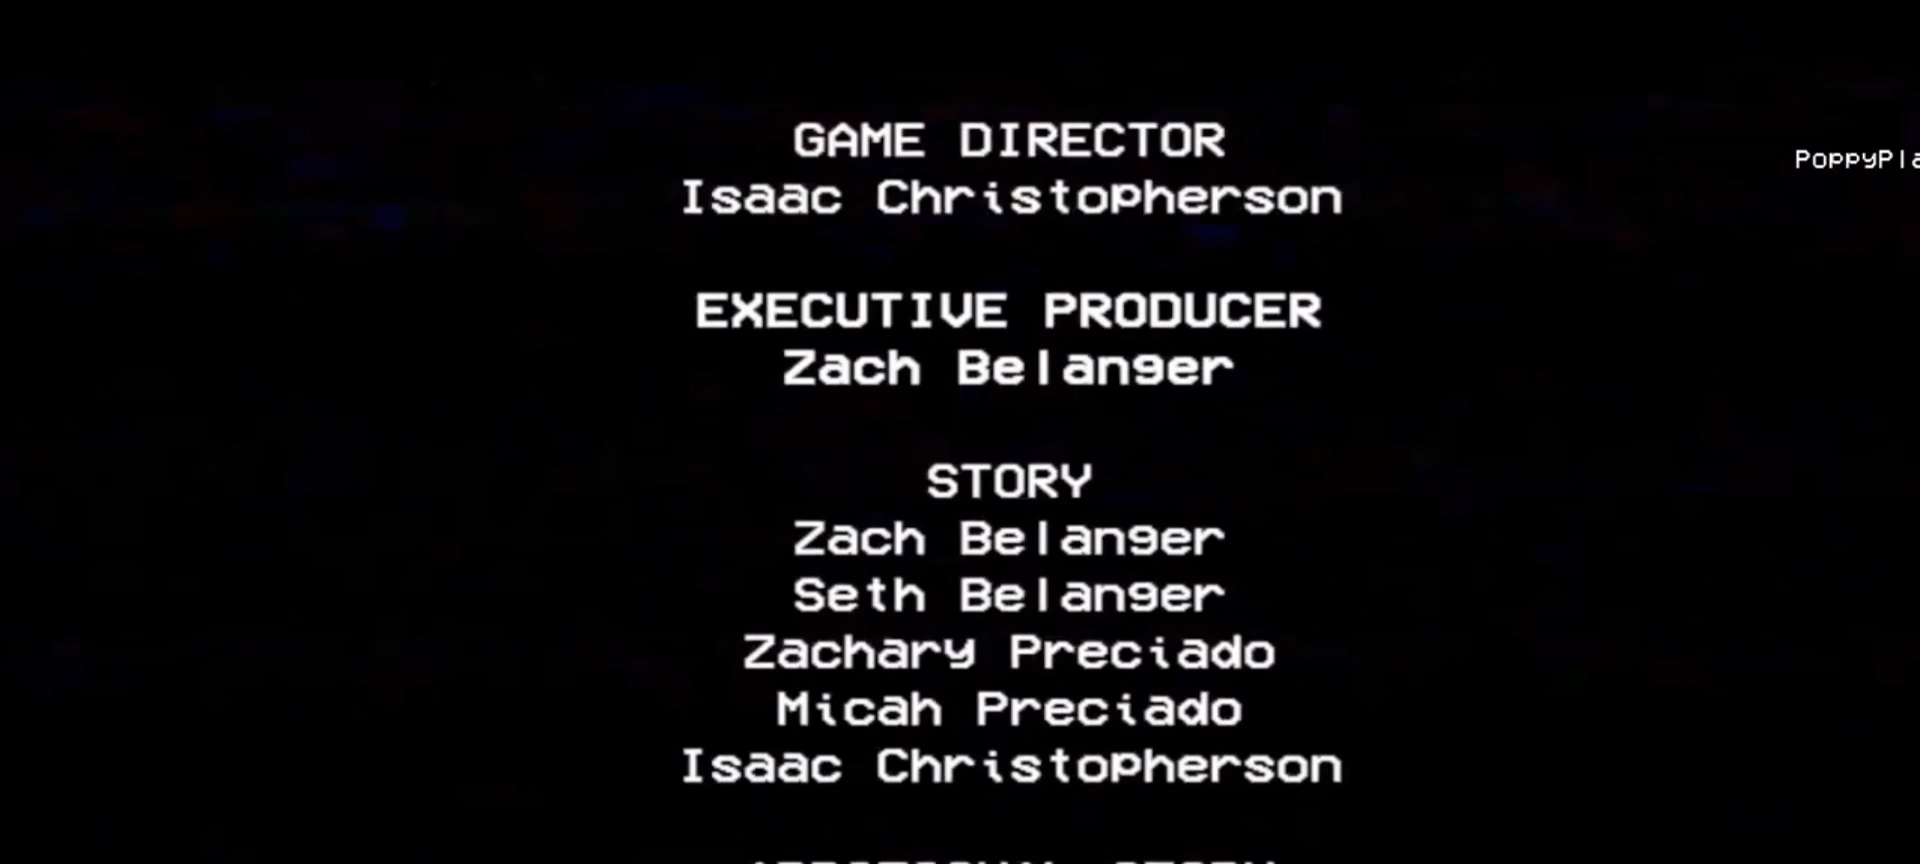 GAME DIRECTOR
Isaac Christopherson
PoppyPla
EXECUTIVE PRODUCER
Zach Belanger
STORY
Zach Belanger
Seth Belanger
Zachary Preciado
Micah Preciado
Isaac Christopherson